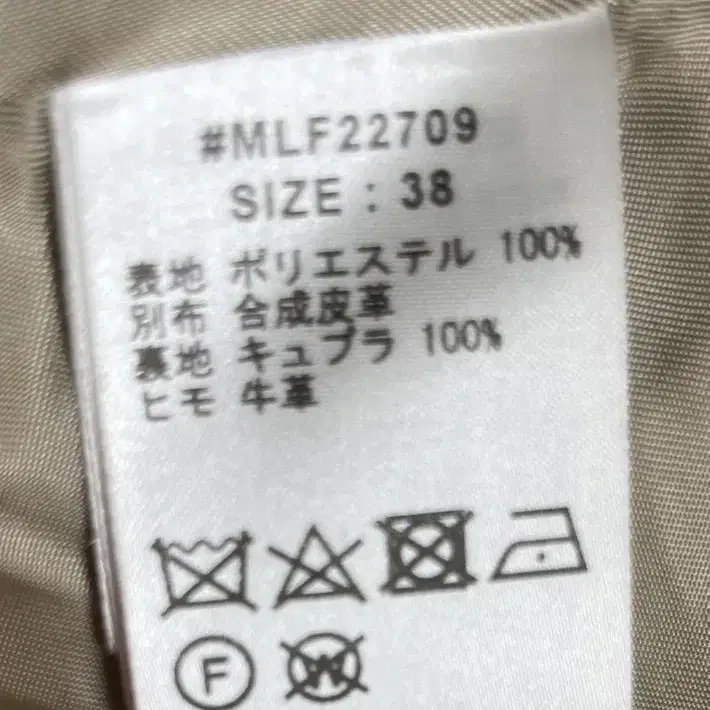 #MLF22709
SIZE : 38
表地 ポリエステル 100%
別布 合成皮革
裏地 キュプラ 100%
ヒモ 牛革
F W